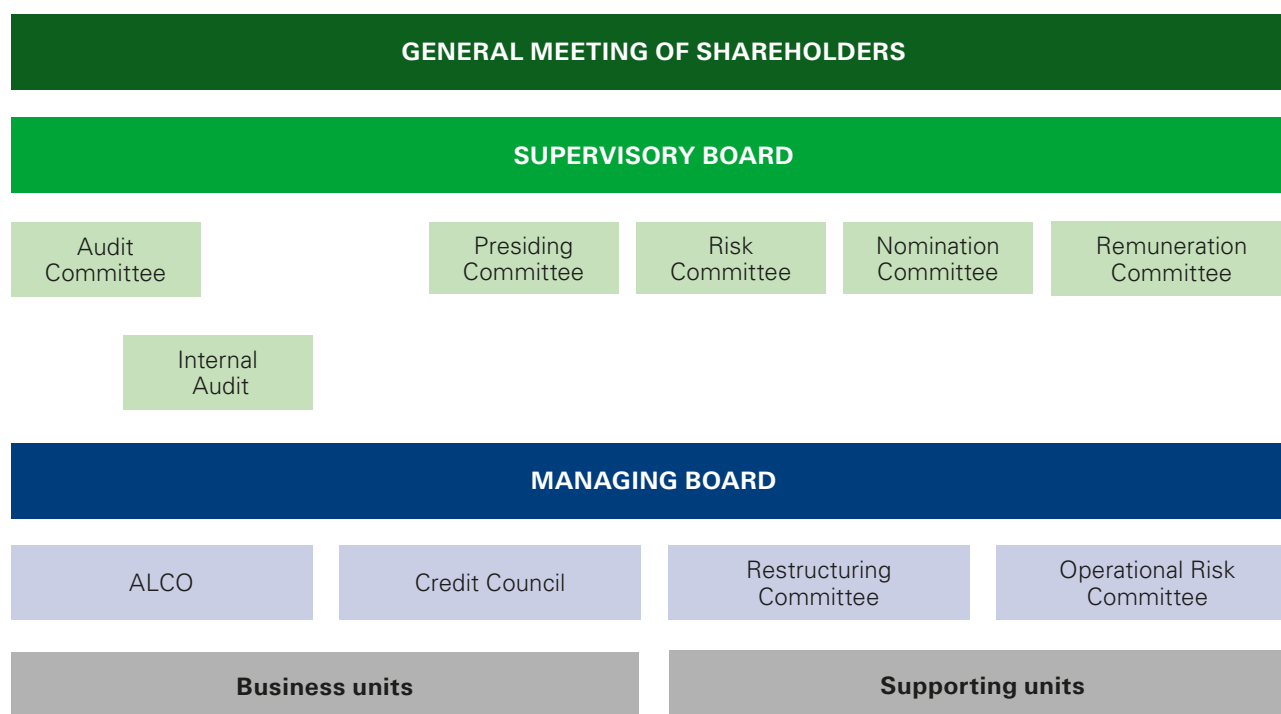 GENERAL MEETING OF SHAREHOLDERS
SUPERVISORY BOARD
Audit
Committee
Presiding
Committee
Risk
Committee
Nomination
Committee
Remuneration
Committee
Internal
Audit
MANAGING BOARD
ALCO
Credit Council
Restructuring
Committee
Operational Risk
Committee
Business units
Supporting units